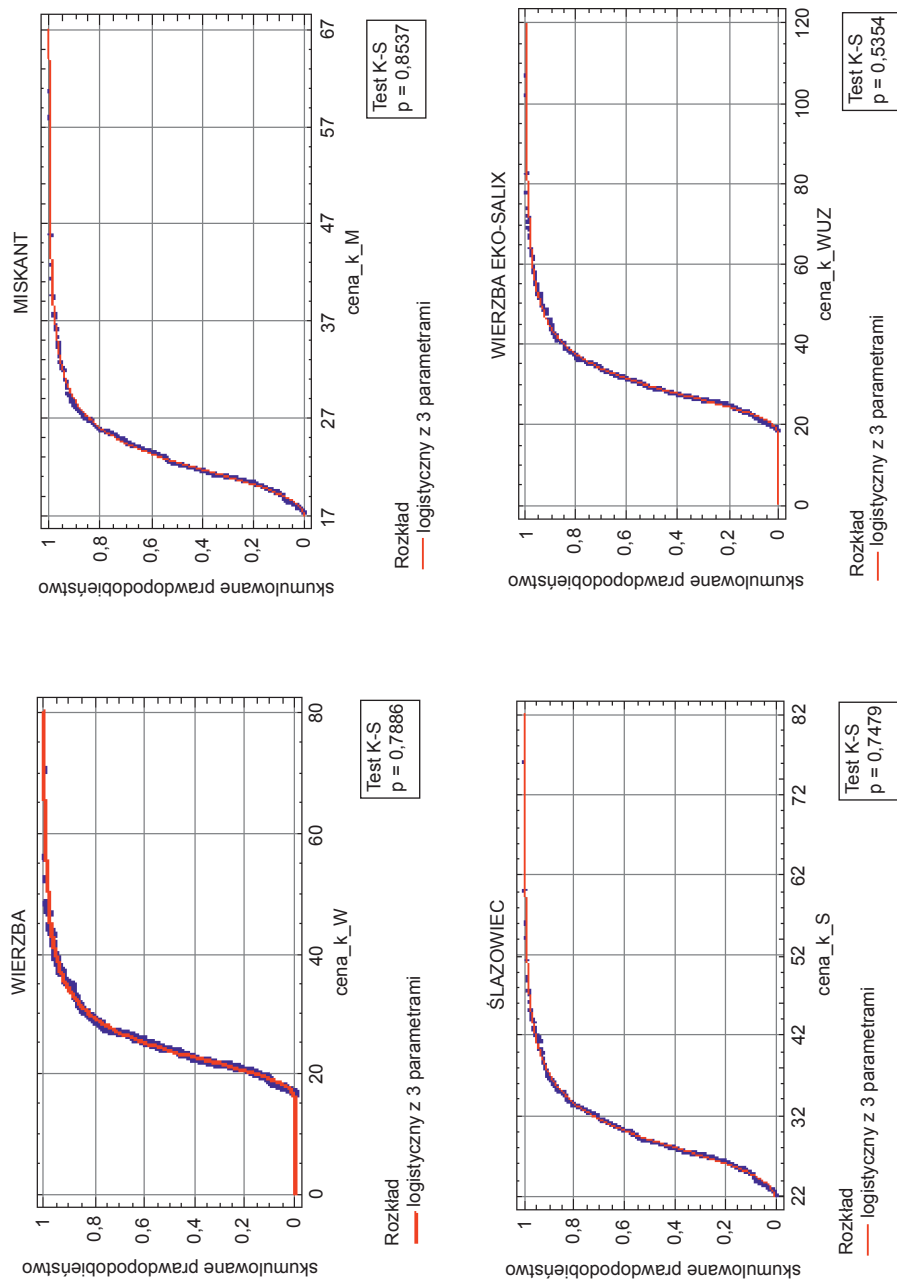 WIERZBA
skumulowane prawdopodobieństwo
1
0,8
0,6
0,4
0,2
0
0 20 40 60 80
cena_k_W
Rozkład
logistyczny z 3 parametrami
Test K-S
p = 0,7886
MISKANT
skumulowane prawdopodobieństwo
1
0,8
0,6
0,4
0,2
0
17 27 37 47 57 67
cena_k_M
Rozkład
logistyczny z 3 parametrami
Test K-S
p = 0,8537
ŚLAZOWIEC
skumulowane prawdopodobieństwo
1
0,8
0,6
0,4
0,2
0
22 32 42 52 62 72 82
cena_k_S
Rozkład
logistyczny z 3 parametrami
Test K-S
p = 0,7479
WIERZBA EKO-SALIX
skumulowane prawdopodobieństwo
1
0,8
0,6
0,4
0,2
0
0 20 40 60 80 100 120
cena_k_WUZ
Rozkład
logistyczny z 3 parametrami
Test K-S
p = 0,5354